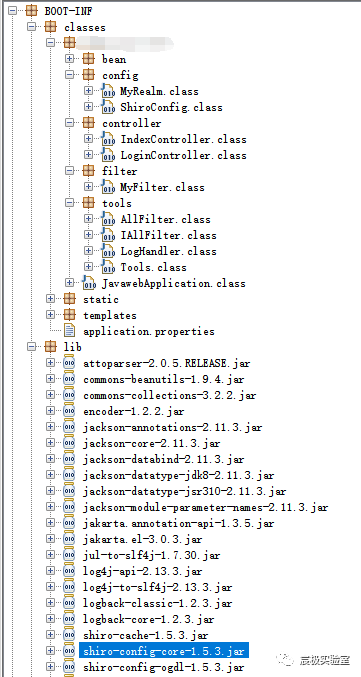 BOOT-INF
classes
bean
config
MyRealm.class
ShiroConfig.class
controller
IndexController.class
LoginController.class
filter
MyFilter.class
tools
AllFilter.class
IAllFilter.class
LogHandler.class
Tools.class
JavawebApplication.class
static
templates
application.properties
lib
attoparser-2.0.5.RELEASE.jar
commons-beanutils-1.9.4.jar
commons-collections-3.2.2.jar
encoder-1.2.2.jar
jackson-annotations-2.11.3.jar
jackson-core-2.11.3.jar
jackson-databind-2.11.3.jar
jackson-datatype-jdk8-2.11.3.jar
jackson-datatype-jsr310-2.11.3.jar
jackson-module-parameter-names-2.11.3.jar
jakarta.annotation-api-1.3.5.jar
jakarta.el-3.0.3.jar
jul-to-slf4j-1.7.30.jar
log4j-api-2.13.3.jar
log4j-to-slf4j-2.13.3.jar
logback-classic-1.2.3.jar
logback-core-1.2.3.jar
shiro-cache-1.5.3.jar
shiro-config-core-1.5.3.jar
shiro-config-ogdl-1.5.3.jar
宸极实验室